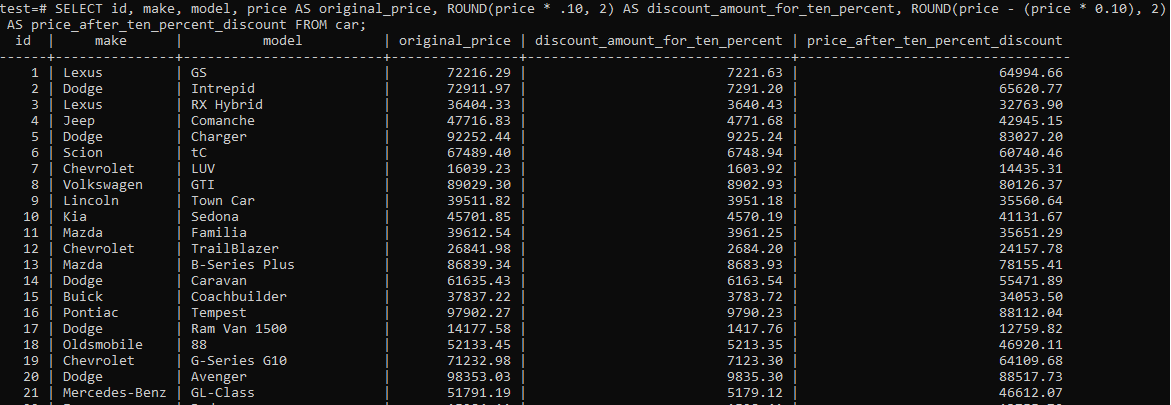 test=# SELECT id, make, model, price AS original_price, ROUND(price * .10, 2) AS discount_amount_for_ten_percent, ROUND(price - (price * 0.10), 2)
AS price_after_ten_percent_discount FROM car;
id | make | model | original_price | discount_amount_for_ten_percent | price_after_ten_percent_discount
1 | Lexus | GS | 72216.29 | 7221.63 | 64994.66
2 | Dodge | Intrepid | 72911.97 | 7291.20 | 65620.77
3 | Lexus | RX Hybrid | 36404.33 | 3640.43 | 32763.90
4 | Jeep | Comanche | 47716.83 | 4771.68 | 42945.15
5 | Dodge | Charger | 92252.44 | 9225.24 | 83027.20
6 | Scion | tC | 67489.40 | 6748.94 | 60740.46
7 | Chevrolet | LUV | 16039.23 | 1603.92 | 14435.31
8 | Volkswagen | GTI | 89029.30 | 8902.93 | 80126.37
9 | Lincoln | Town Car | 39511.82 | 3951.18 | 35560.64
10 | Kia | Sedona | 45701.85 | 4570.19 | 41131.67
11 | Mazda | Familia | 39612.54 | 3961.25 | 35651.29
12 | Chevrolet | TrailBlazer | 26841.98 | 2684.20 | 24157.78
13 | Mazda | B-Series Plus | 86839.34 | 8683.93 | 78155.41
14 | Dodge | Caravan | 61635.43 | 6163.54 | 55471.89
15 | Buick | Coachbuilder | 37837.22 | 3783.72 | 34053.50
16 | Pontiac | Tempest | 97902.27 | 9790.23 | 88112.04
17 | Dodge | Ram Van 1500 | 14177.58 | 1417.76 | 12759.82
18 | Oldsmobile | 88 | 52133.45 | 5213.35 | 46920.11
19 | Chevrolet | G-Series G10 | 71232.98 | 7123.30 | 64109.68
20 | Dodge | Avenger | 98353.03 | 9835.30 | 88517.73
21 | Mercedes-Benz | GL-Class | 51791.19 | 5179.12 | 46612.07